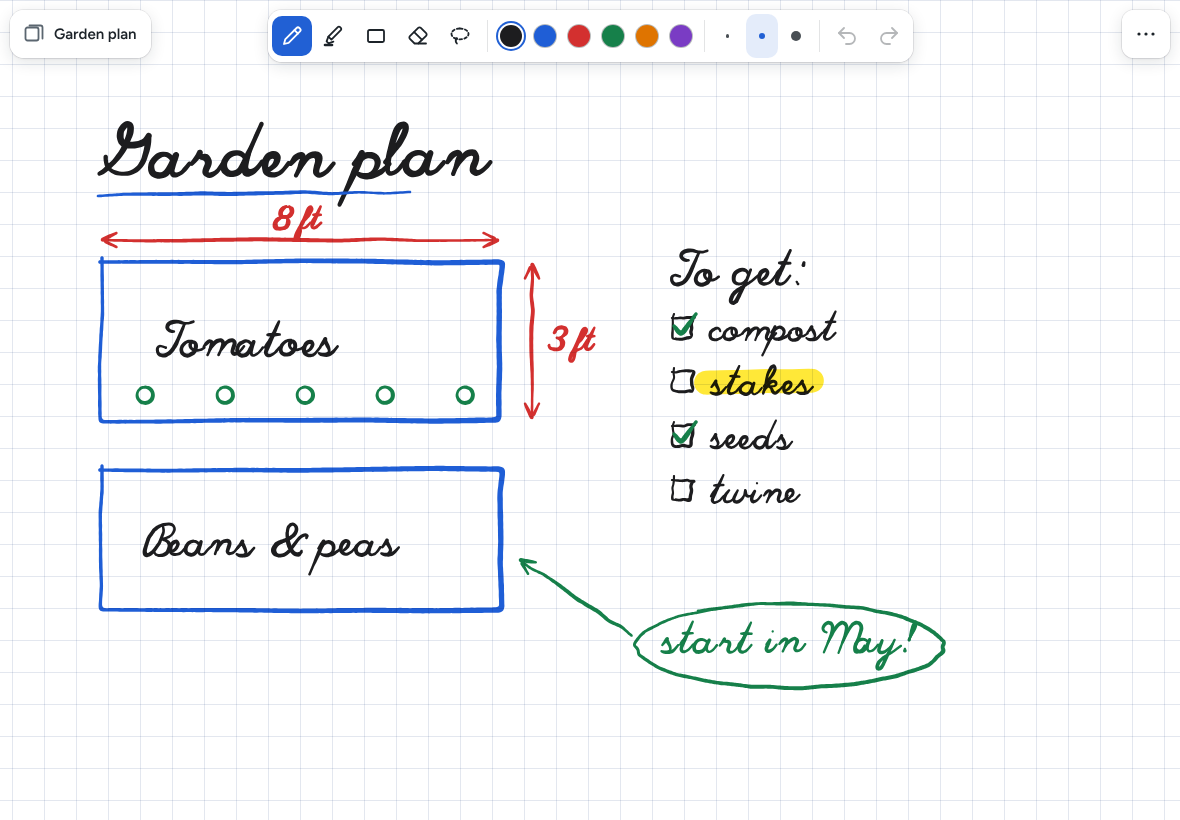 Garden plan
Garden plan
8 ft
Tomatoes
3 ft
To get:
compost
stakes
seeds
twine
Beans & peas
start in May!